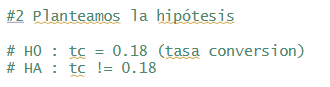 #2 Planteamos la hipótesis
# H0 : tc = 0.18 (tasa conversion)
# HA : tc != 0.18